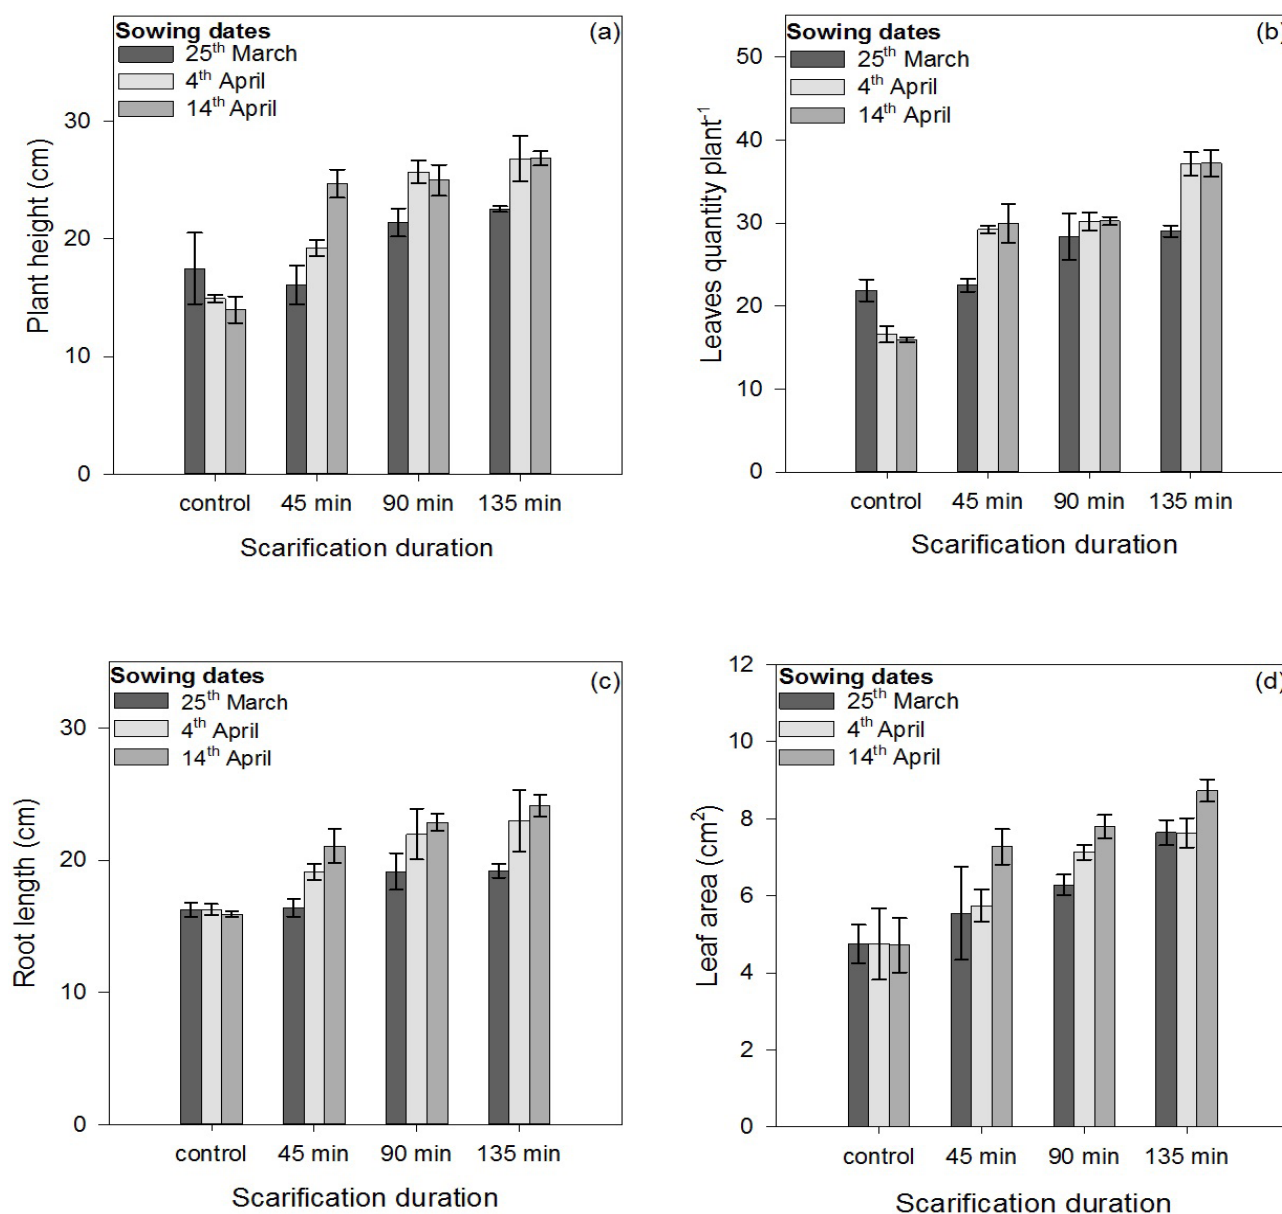 Sowing dates
(a)
25th March
4th April
14th April
30
20
10
0
Plant height (cm)
control 45 min 90 min 135 min
Scarification duration
Sowing dates
(b)
25th March
4th April
14th April
50
40
30
20
10
0
Leaves quantity plant-1
control 45 min 90 min 135 min
Scarification duration
Sowing dates
(c)
25th March
4th April
14th April
30
20
10
0
Root length (cm)
control 45 min 90 min 135 min
Scarification duration
Sowing dates
(d)
25th March
4th April
14th April
12
10
8
6
4
2
0
Leaf area (cm2)
control 45 min 90 min 135 min
Scarification duration